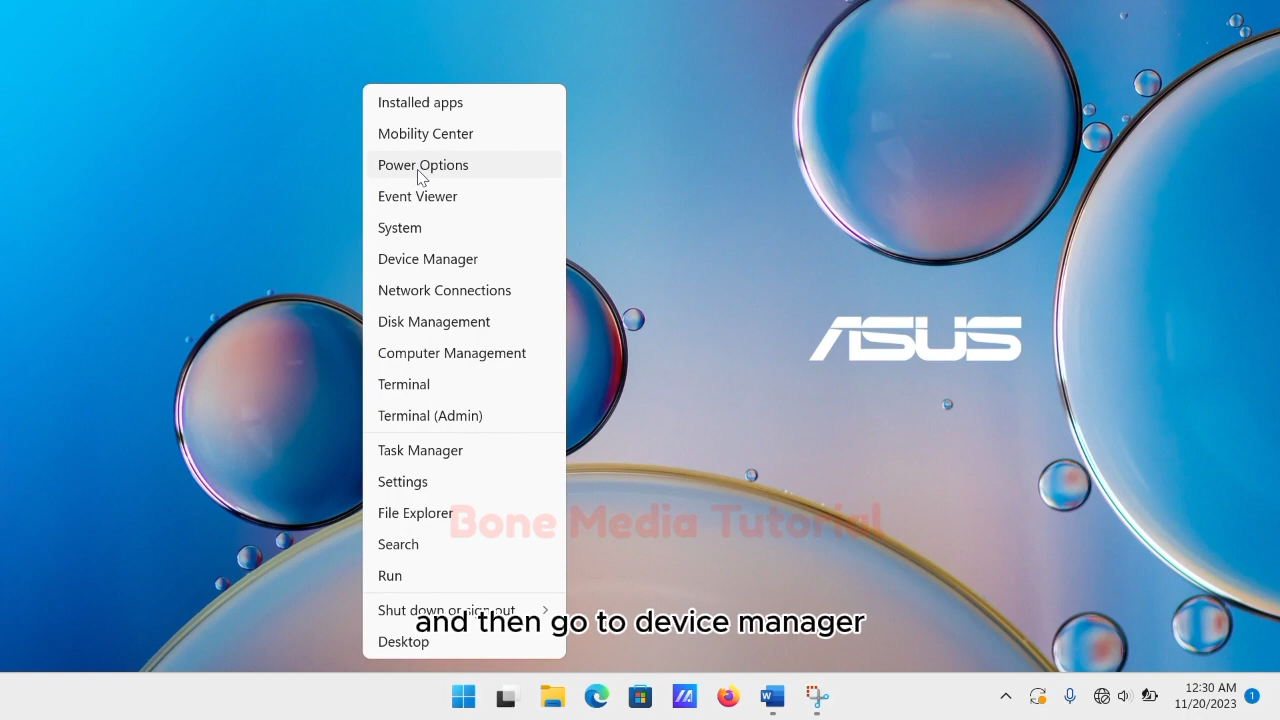 Installed apps
Mobility Center
Power Options
Event Viewer
System
Device Manager
Network Connections
Disk Management
Computer Management
Terminal
Terminal (Admin)
Task Manager
Settings
File Explorer
Search
Run
Shut down or sign out
Desktop
ASUS
Bone Media Tutorial
and then go to device manager
12:30 AM
11/20/2023
1